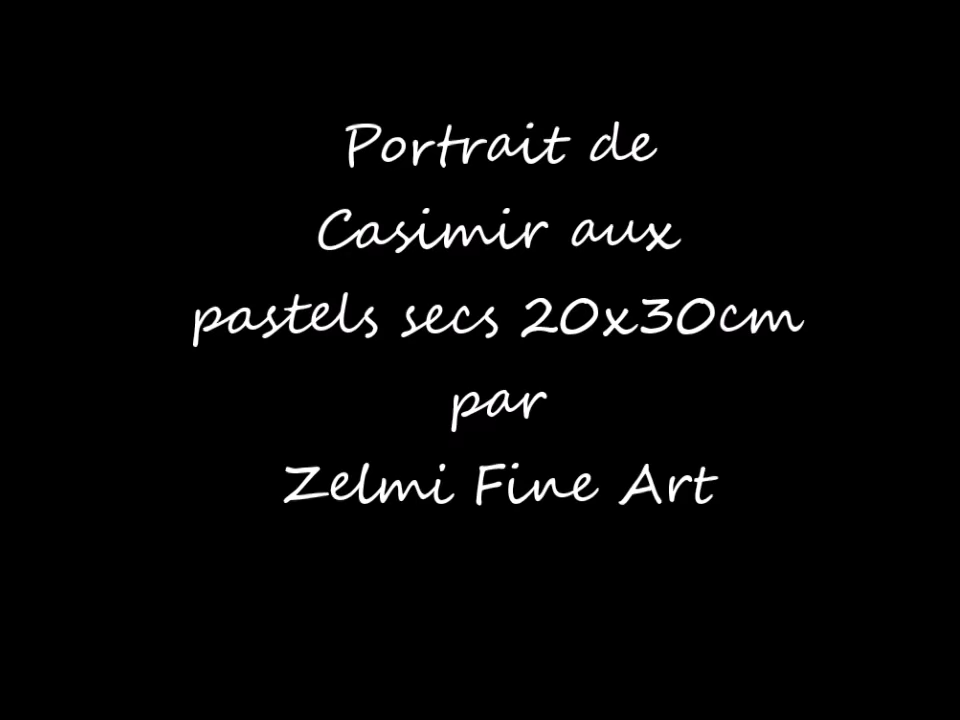 Portrait de
Casimir aux
pastels secs 20x30cm
par
Zelmi Fine Art